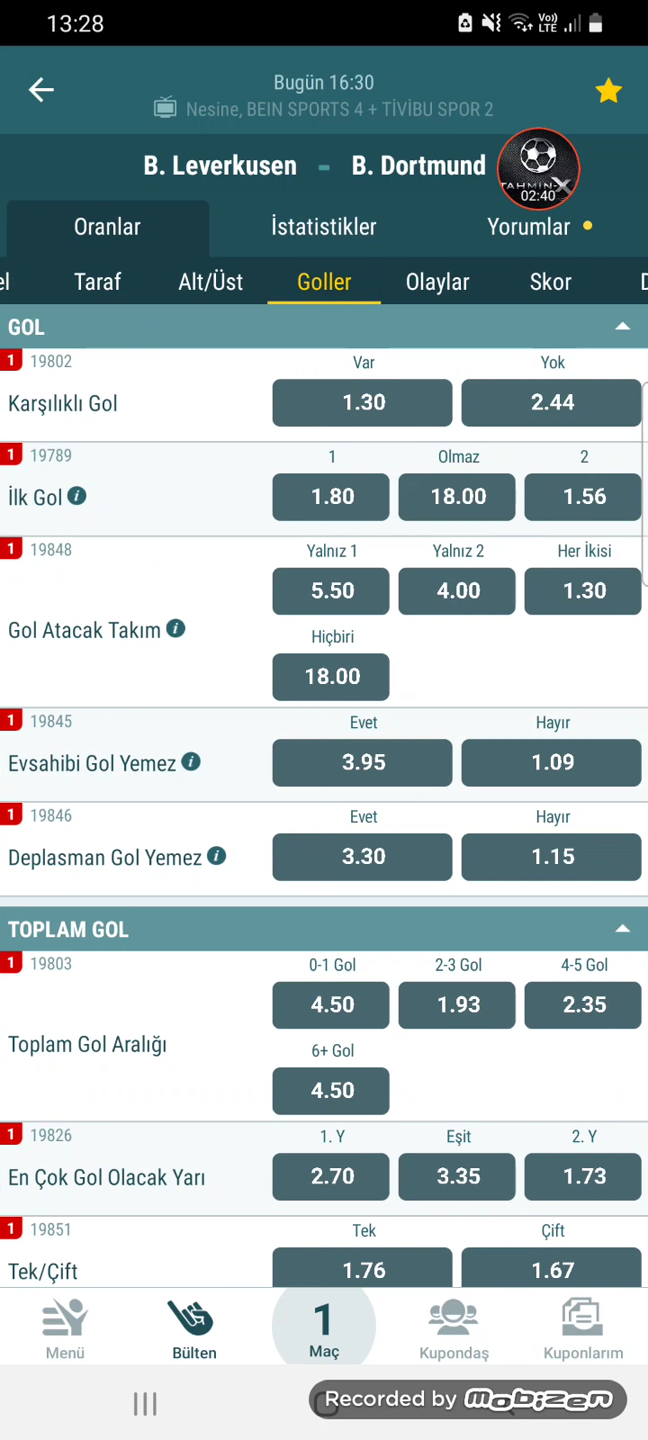 13:28
Vo))
LTE
Bugün 16:30
Nesine, BEIN SPORTS 4 + TİVİBU SPOR 2
B. Leverkusen - B. Dortmund
TAHMİN-X
02:40
Oranlar İstatistikler Yorumlar
el Taraf Alt/Üst Goller Olaylar Skor D
GOL
1 19802 Var Yok
Karşılıklı Gol 1.30 2.44
1 19789 1 Olmaz 2
İlk Gol i 1.80 18.00 1.56
1 19848 Yalnız 1 Yalnız 2 Her İkisi
5.50 4.00 1.30
Gol Atacak Takım i Hiçbiri
18.00
1 19845 Evet Hayır
Evsahibi Gol Yemez i 3.95 1.09
1 19846 Evet Hayır
Deplasman Gol Yemez i 3.30 1.15
TOPLAM GOL
1 19803 0-1 Gol 2-3 Gol 4-5 Gol
4.50 1.93 2.35
Toplam Gol Aralığı 6+ Gol
4.50
1 19826 1. Y Eşit 2. Y
En Çok Gol Olacak Yarı 2.70 3.35 1.73
1 19851 Tek Çift
Tek/Çift 1.76 1.67
1
Menü Bülten Maç Kupondaş Kuponlarım
Recorded by mobizen